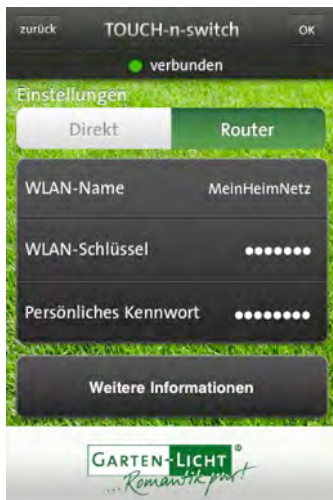 zurück TOUCH-n-switch OK
verbunden
Einstellungen
Direkt Router
WLAN-Name MeinHeimNetz
WLAN-Schlüssel •••••••
Persönliches Kennwort ••••••••
Weitere Informationen
GARTEN-LICHT®
...Romantik pur!